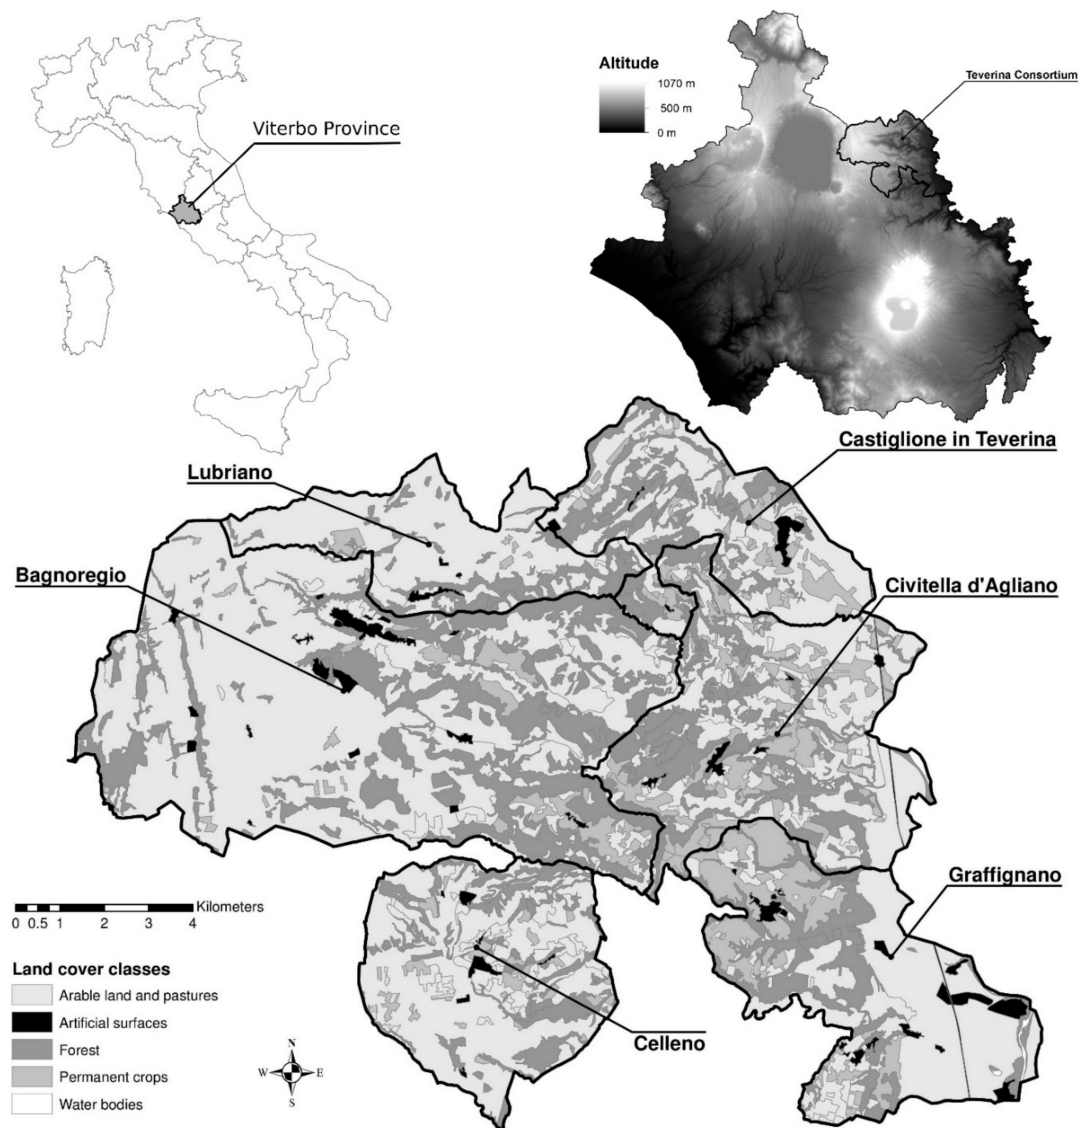 Viterbo Province
Altitude
1070 m
500 m
0 m
Teverina Consortium
Castiglione in Teverina
Lubriano
Bagnoregio
Civitella d'Agliano
Graffignano
Celleno
Kilometers
0 0.5 1 2 3 4
Land cover classes
Arable land and pastures
Artificial surfaces
Forest
Permanent crops
Water bodies
N
W E
S